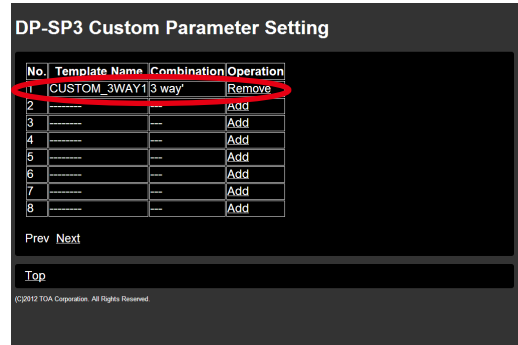 DP-SP3 Custom Parameter Setting
No. Template Name Combination Operation
1 CUSTOM_3WAY1 3 way' Remove
2 -------- --- Add
3 -------- --- Add
4 -------- --- Add
5 -------- --- Add
6 -------- --- Add
7 -------- --- Add
8 -------- --- Add
Prev Next
Top
(C)2012 TOA Corporation. All Rights Reserved.